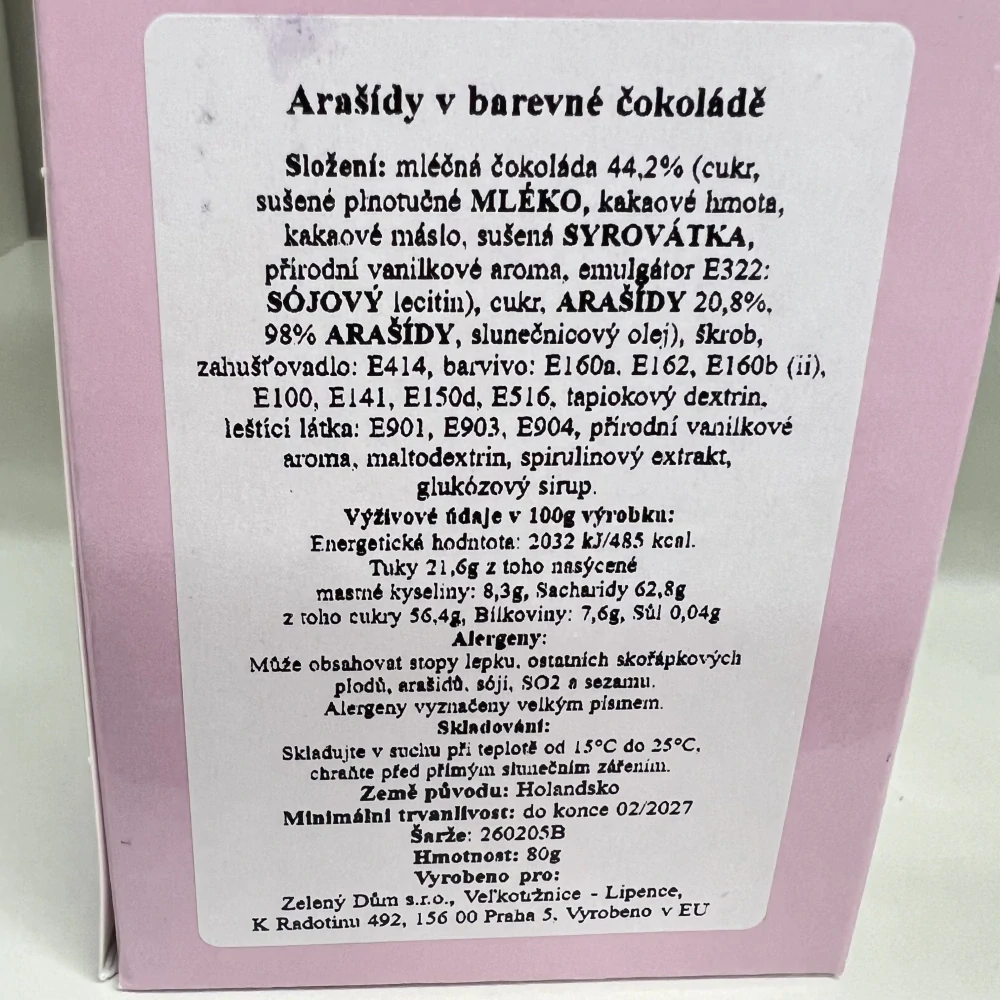 Arašídy v barevné čokoládě
Složení: mléčná čokoláda 44,2% (cukr,
sušené plnotučné MLÉKO, kakaové hmota,
kakaové máslo, sušená SYROVÁTKA,
přírodní vanilkové aroma, emulgátor E322:
SÓJOVÝ lecitin), cukr, ARAŠÍDY 20,8%,
98% ARAŠÍDY, slunečnicový olej), škrob,
zahušťovadlo: E414, barvivo: E160a, E162, E160b (ii),
E100, E141, E150d, E516, tapiokový dextrin,
leštící látka: E901, E903, E904, přírodní vanilkové
aroma, maltodextrin, spirulinový extrakt,
glukózový sirup.
Výživové údaje v 100g výrobku:
Energetická hodntota: 2032 kJ/485 kcal.
Tuky 21,6g z toho nasýcené
mastné kyseliny: 8,3g, Sacharidy 62,8g
z toho cukry 56,4g, Bílkoviny: 7,6g, Sůl 0,04g
Alergeny:
Může obsahovat stopy lepku, ostatních skořápkových
plodů, arašídů, sóji, SO2 a sezamu.
Alergeny vyznačeny velkým písmem.
Skladování:
Skladujte v suchu při teplotě od 15°C do 25°C,
chraňte před přímým slunečním zářením.
Země původu: Holandsko
Minimální trvanlivost: do konce 02/2027
Šarže: 260205B
Hmotnost: 80g
Vyrobeno pro:
Zelený Dům s.r.o., Veľkotržnice - Lipence,
K Radotínu 492, 156 00 Praha 5. Vyrobeno v EU